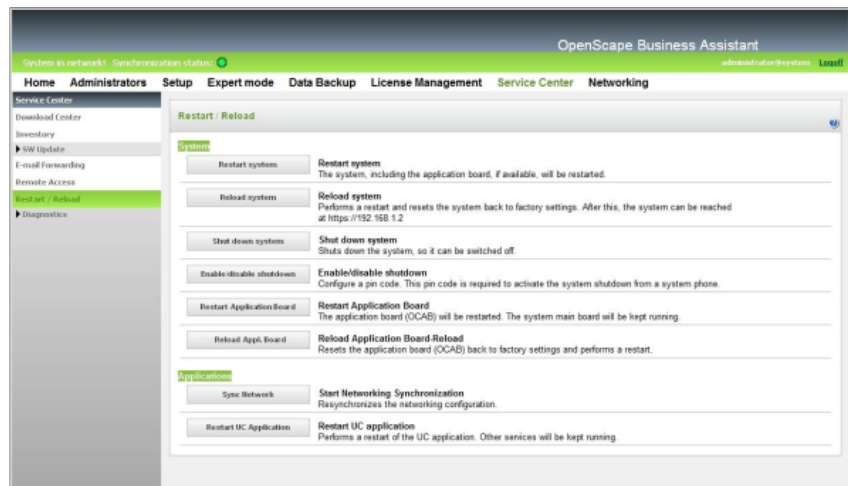 OpenScape Business Assistant
System in network! Synchronization status:
administrator@system Logoff
Home Administrators Setup Expert mode Data Backup License Management Service Center Networking
Service Center
Download Center
Inventory
SW Update
E-mail Forwarding
Remote Access
Restart / Reload
Diagnostics
Restart / Reload
System
Restart system
Restart system
The system, including the application board, if available, will be restarted.
Reload system
Reload system
Performs a restart and resets the system back to factory settings. After this, the system can be reached
at https://192.168.1.2
Shut down system
Shut down system
Shuts down the system, so it can be switched off.
Enable/disable shutdown
Enable/disable shutdown
Configure a pin code. This pin code is required to activate the system shutdown from a system phone.
Restart Application Board
Restart Application Board
The application board (OCAB) will be restarted. The system main board will be kept running.
Reload Appl. Board
Reload Application Board-Reload
Resets the application board (OCAB) back to factory settings and performs a restart.
Applications
Sync Network
Start Networking Synchronization
Resynchronizes the networking configuration.
Restart UC Application
Restart UC application
Performs a restart of the UC application. Other services will be kept running.